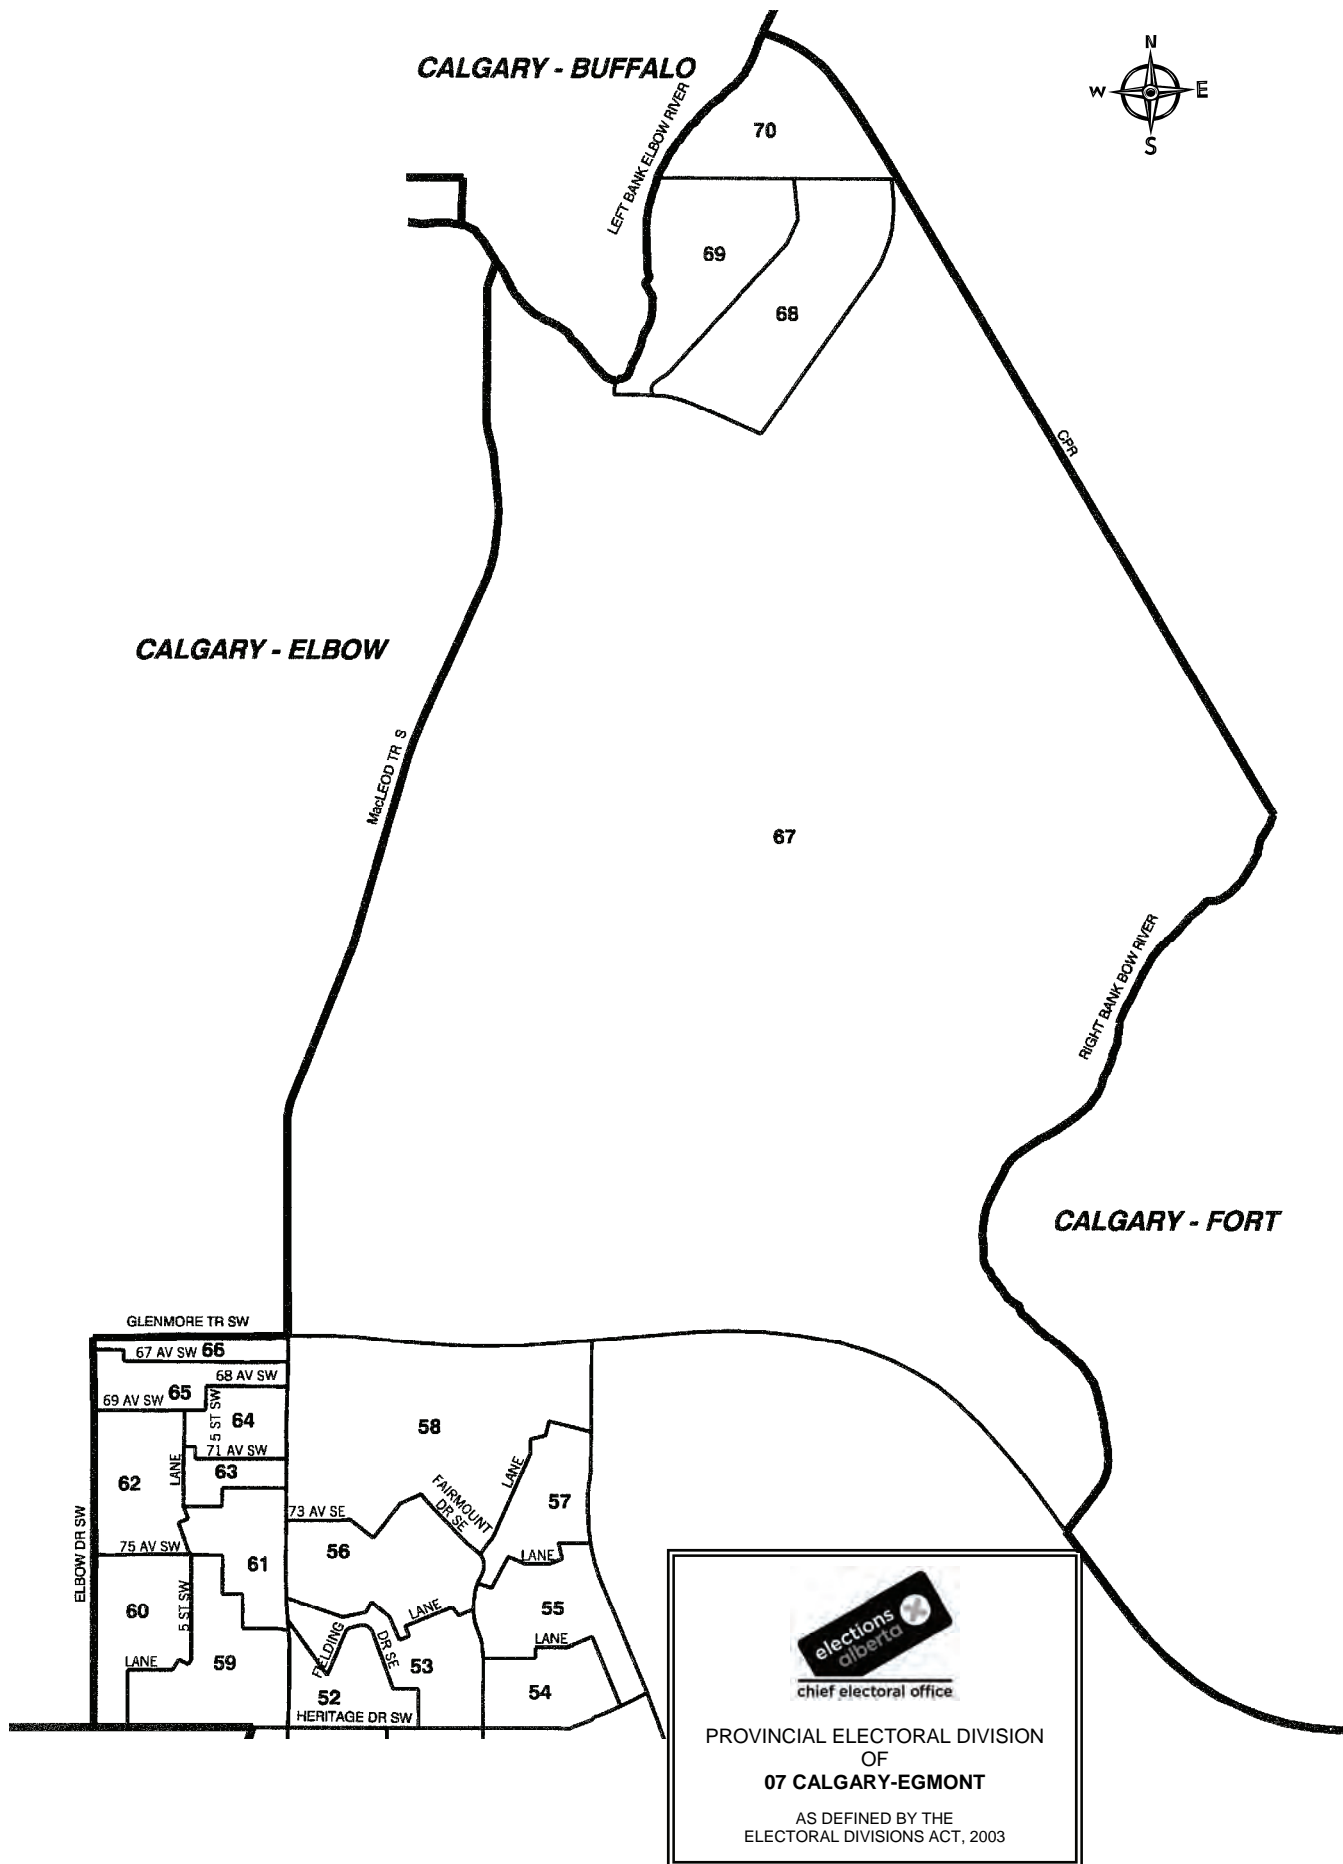 CALGARY - BUFFALO
N
W
E
S
LEFT BANK ELBOW RIVER
70
69
68
CPR
CALGARY - ELBOW
MacLEOD TR S
67
RIGHT BANK BOW RIVER
CALGARY - FORT
GLENMORE TR SW
67 AV SW
66
68 AV SW
65
69 AV SW
5 ST SW
64
58
71 AV SW
LANE
63
62
LANE
57
FAIRMOUNT
DR SE
73 AV SE
ELBOW DR SW
75 AV SW
61
56
LANE
60
5 ST SW
LANE
55
FIELDING
DR SE
LANE
LANE
59
53
52
54
HERITAGE DR SW
elections
alberta
chief electoral office
PROVINCIAL ELECTORAL DIVISION
OF
07 CALGARY-EGMONT
AS DEFINED BY THE
ELECTORAL DIVISIONS ACT, 2003